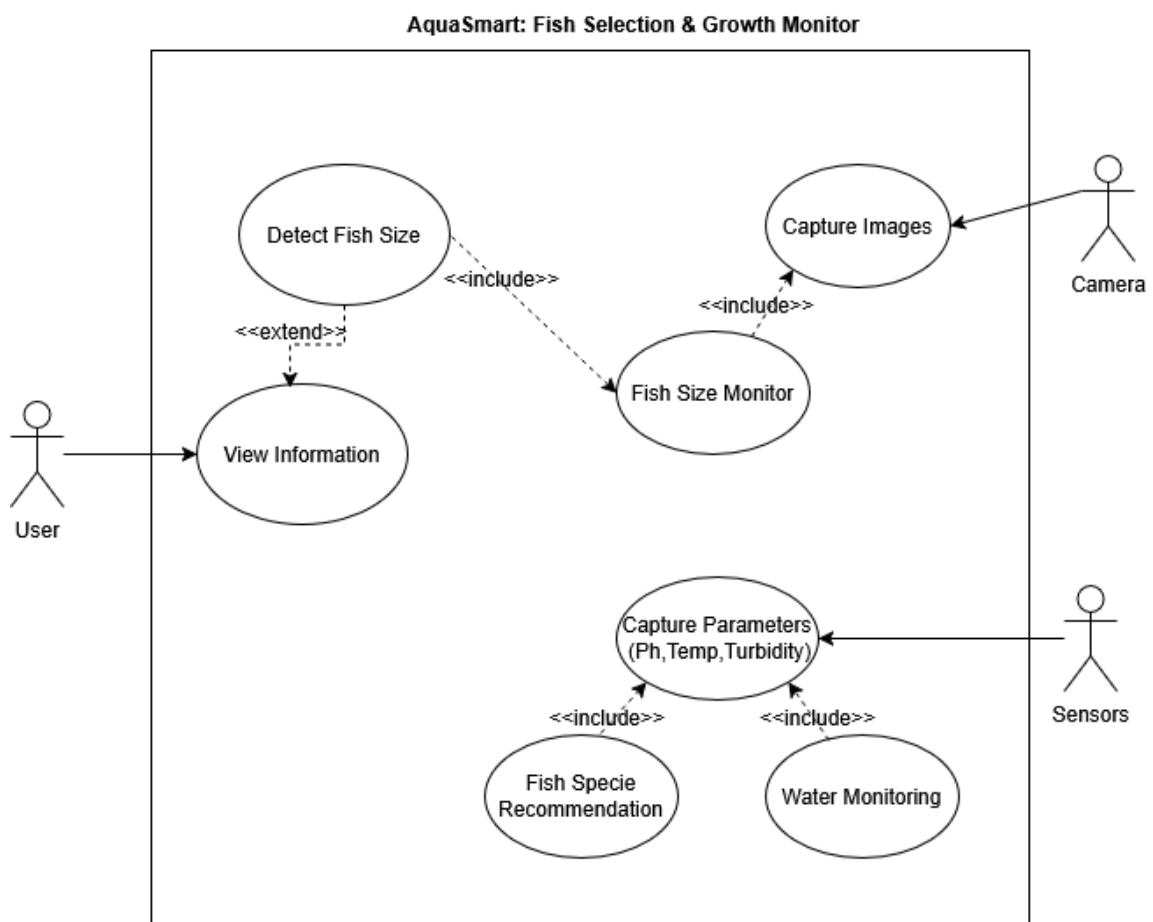 AquaSmart: Fish Selection & Growth Monitor
Detect Fish Size
Capture Images
<<include>>
Camera
<<include>>
<<extend>>
Fish Size Monitor
View Information
User
Capture Parameters
(Ph,Temp,Turbidity)
Sensors
<<include>>
<<include>>
Fish Specie
Recommendation
Water Monitoring